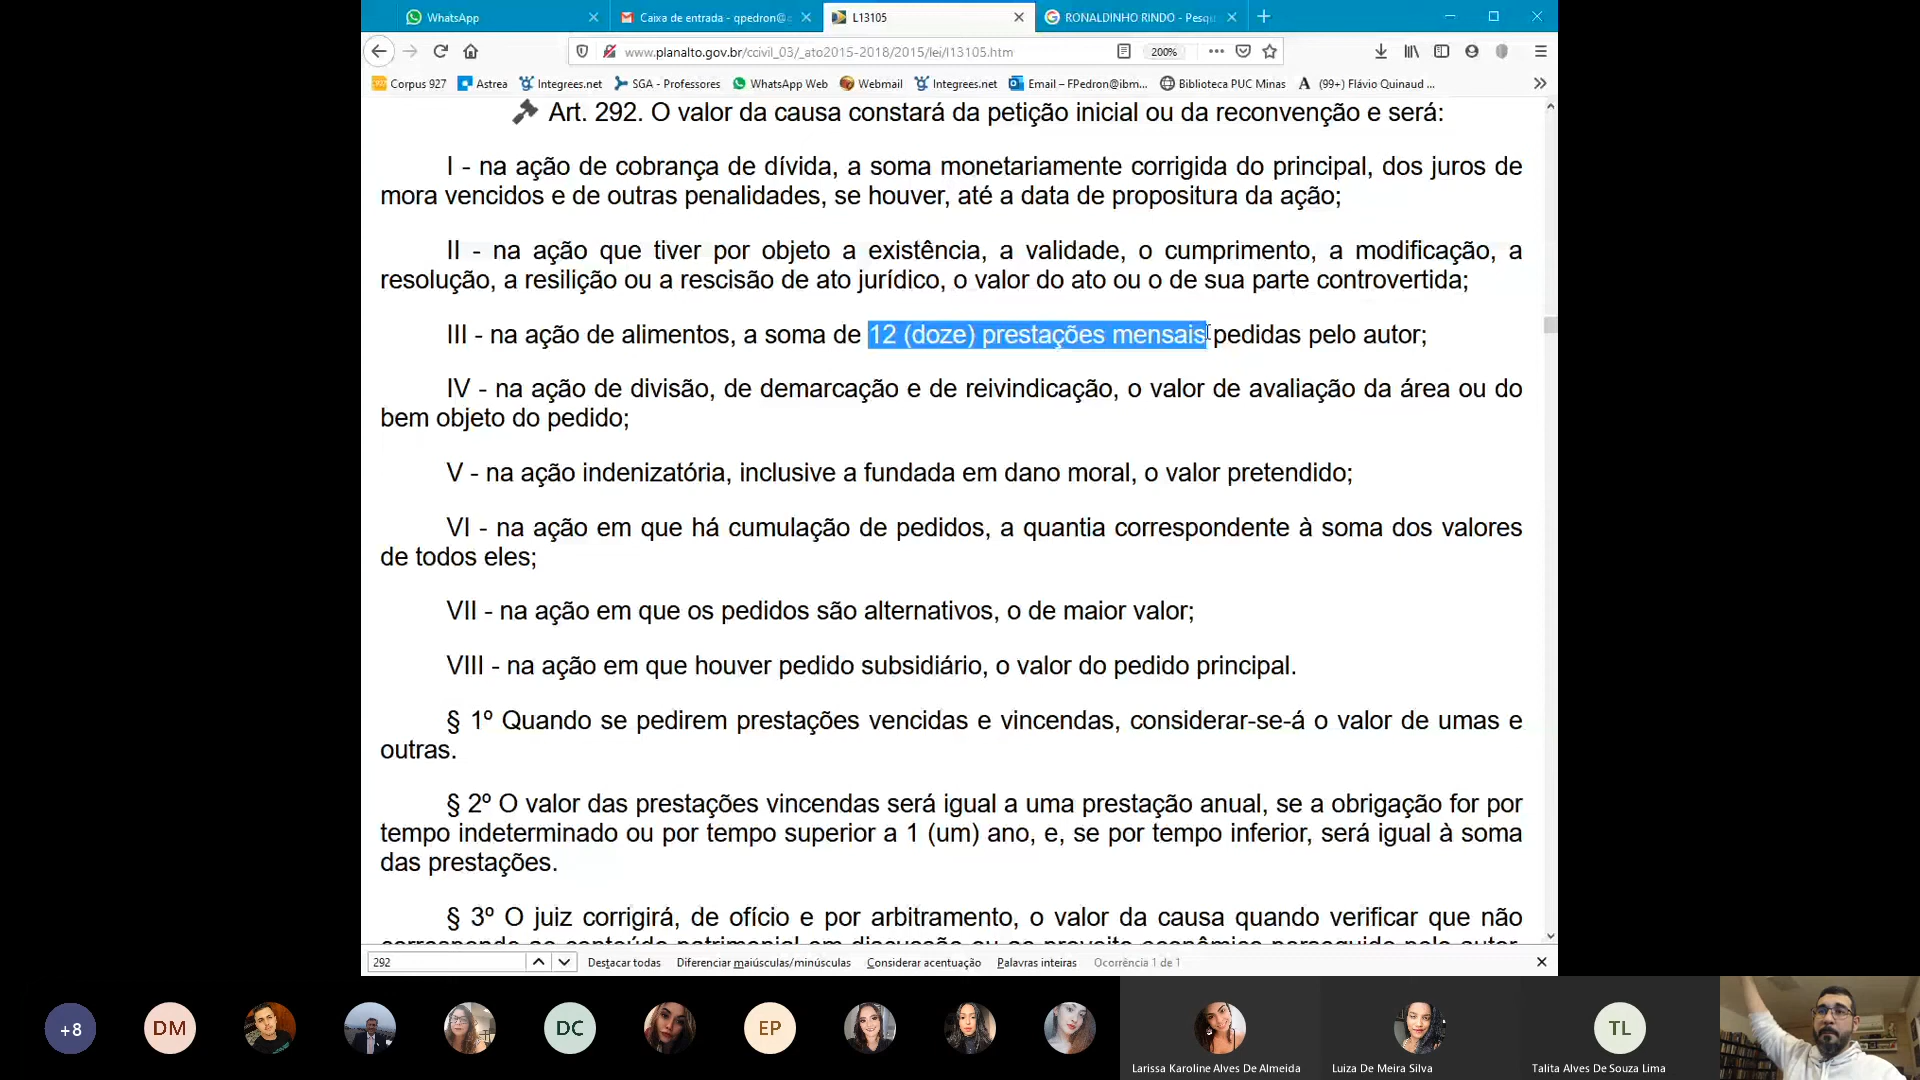 WhatsApp
Caixa de entrada - qpedron@
L13105
RONALDINHO RINDO - Pesq
www.planalto.gov.br/ccivil_03/_ato2015-2018/2015/lei/l13105.htm
200%
Corpus 927
Astrea
Integrees.net
SGA - Professores
WhatsApp Web
Webmail
Integrees.net
Email – FPedron@ibm...
Biblioteca PUC Minas
(99+) Flávio Quinaud ...
Art. 292. O valor da causa constará da petição inicial ou da reconvenção e será:
I - na ação de cobrança de dívida, a soma monetariamente corrigida do principal, dos juros de
mora vencidos e de outras penalidades, se houver, até a data de propositura da ação;
II - na ação que tiver por objeto a existência, a validade, o cumprimento, a modificação, a
resolução, a resilição ou a rescisão de ato jurídico, o valor do ato ou o de sua parte controvertida;
III - na ação de alimentos, a soma de 12 (doze) prestações mensais pedidas pelo autor;
IV - na ação de divisão, de demarcação e de reivindicação, o valor de avaliação da área ou do
bem objeto do pedido;
V - na ação indenizatória, inclusive a fundada em dano moral, o valor pretendido;
VI - na ação em que há cumulação de pedidos, a quantia correspondente à soma dos valores
de todos eles;
VII - na ação em que os pedidos são alternativos, o de maior valor;
VIII - na ação em que houver pedido subsidiário, o valor do pedido principal.
§ 1º Quando se pedirem prestações vencidas e vincendas, considerar-se-á o valor de umas e
outras.
§ 2º O valor das prestações vincendas será igual a uma prestação anual, se a obrigação for por
tempo indeterminado ou por tempo superior a 1 (um) ano, e, se por tempo inferior, será igual à soma
das prestações.
§ 3º O juiz corrigirá, de ofício e por arbitramento, o valor da causa quando verificar que não
corresponde ao conteúdo patrimonial em discussão ou ao proveito econômico perseguido pelo autor,
292
Destacar todas
Diferenciar maiúsculas/minúsculas
Considerar acentuação
Palavras inteiras
Ocorrência 1 de 1
+8
DM
DC
EP
TL
Larissa Karoline Alves De Almeida
Luiza De Meira Silva
Talita Alves De Souza Lima